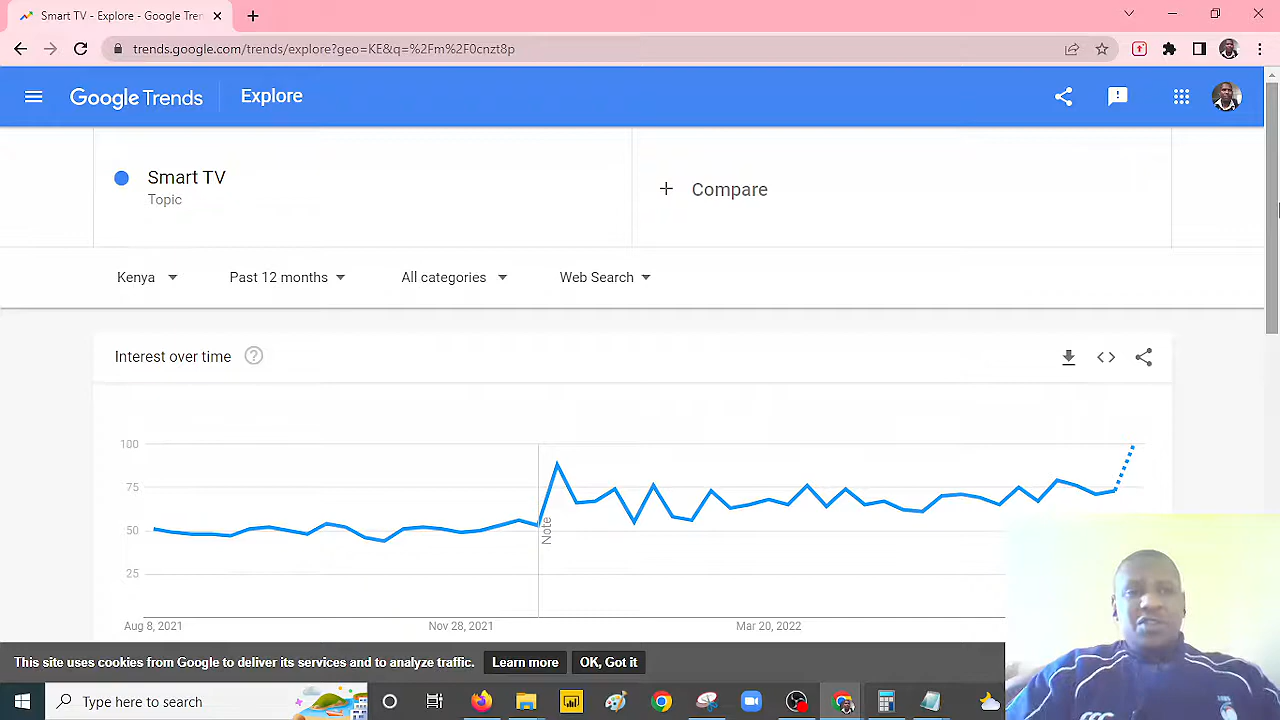 Smart TV - Explore - Google Tren
trends.google.com/trends/explore?geo=KE&q=%2Fm%2F0cnzt8p
Google Trends
Explore
Smart TV
Topic
+ Compare
Kenya
Past 12 months
All categories
Web Search
Interest over time
100
75
50
25
Note
Aug 8, 2021
Nov 28, 2021
Mar 20, 2022
This site uses cookies from Google to deliver its services and to analyze traffic.
Learn more
OK, Got it
Type here to search